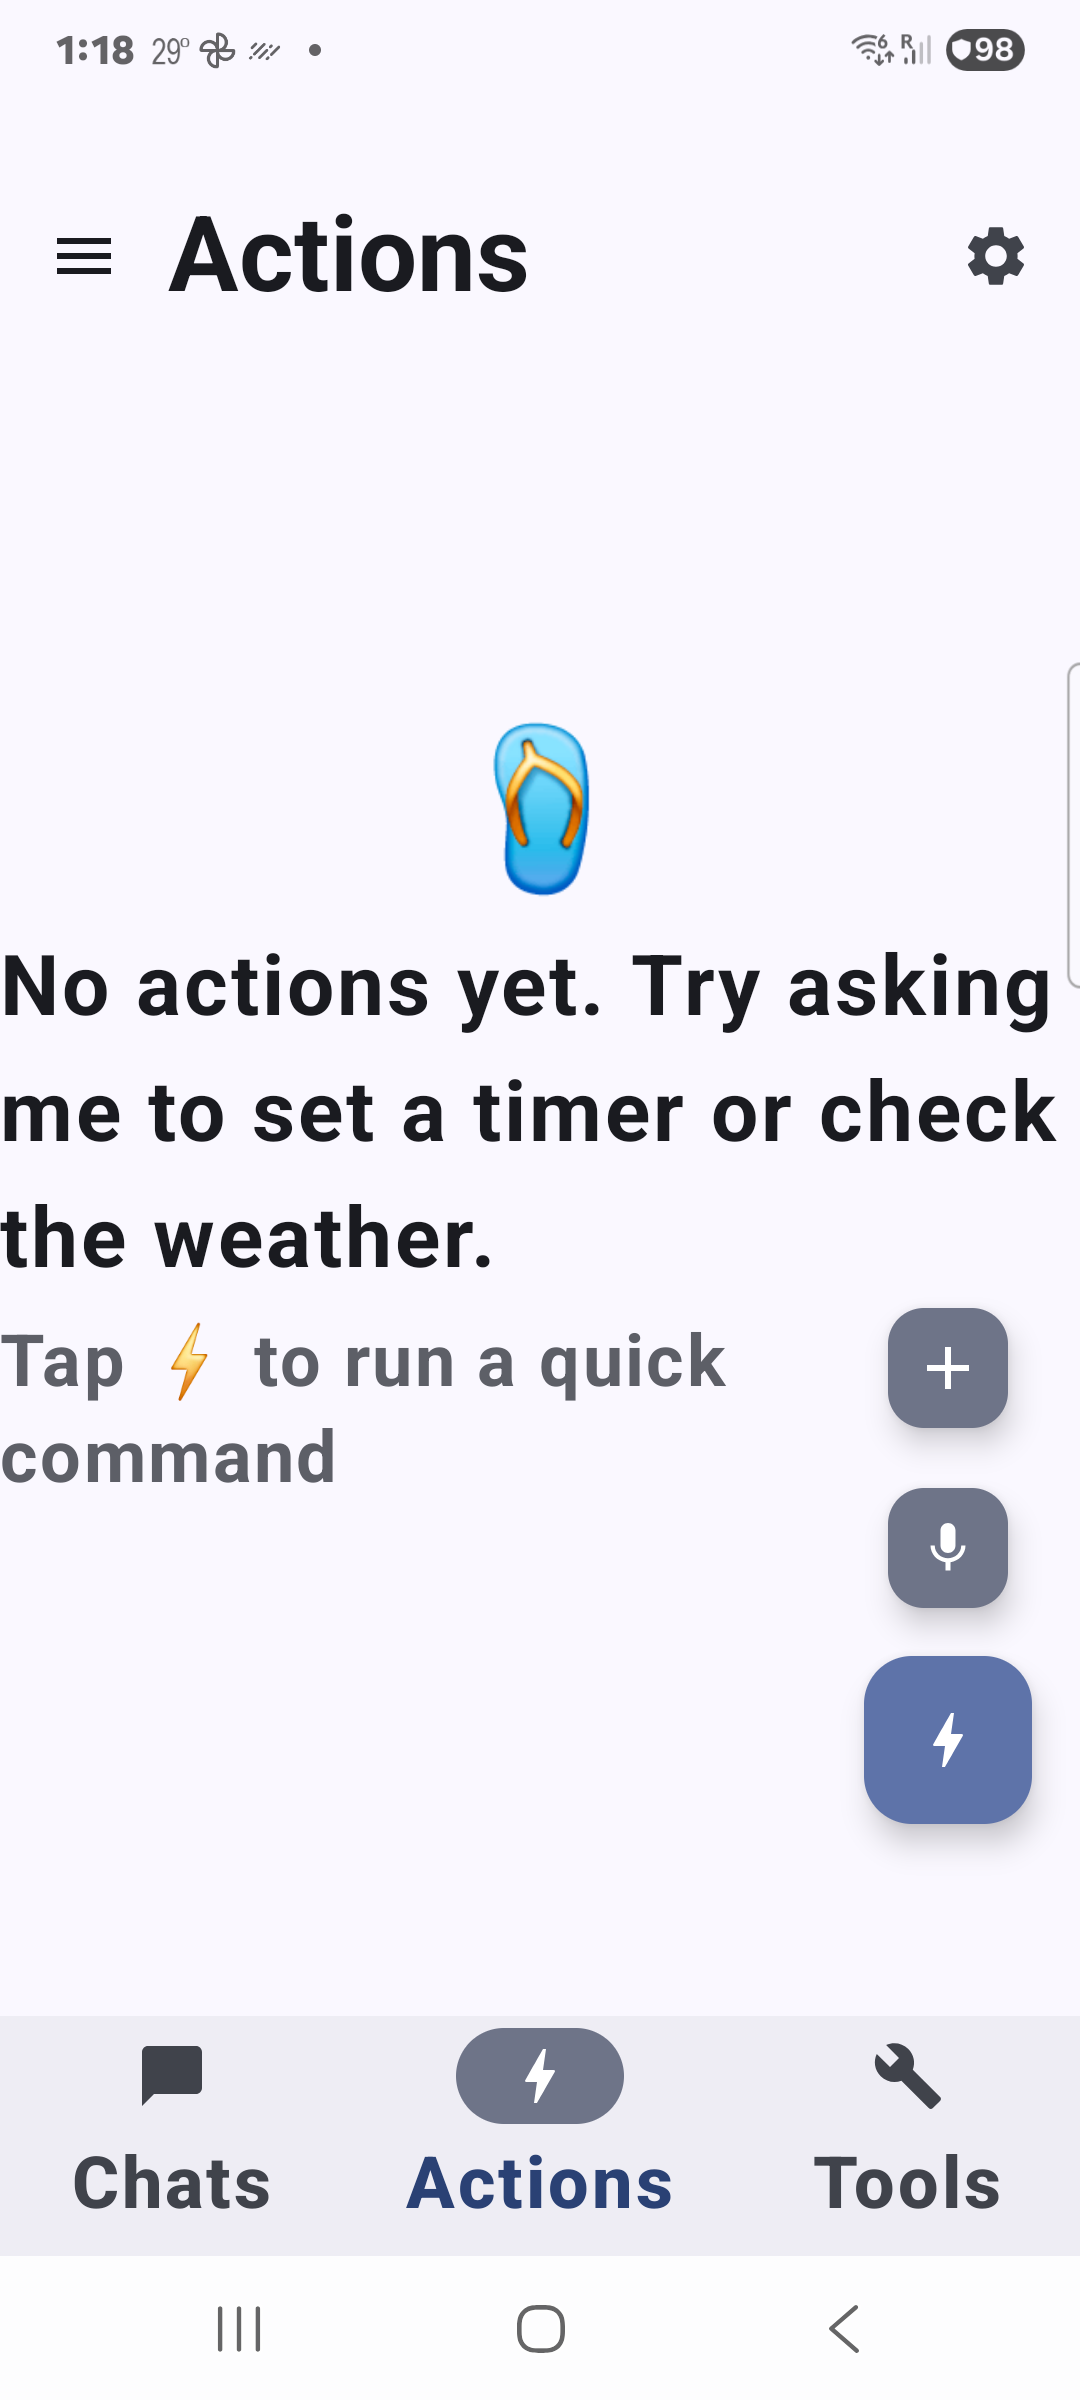 1:18 29°
6 R 98
Actions
No actions yet. Try asking
me to set a timer or check
the weather.
Tap ⚡ to run a quick
command
Chats Actions Tools